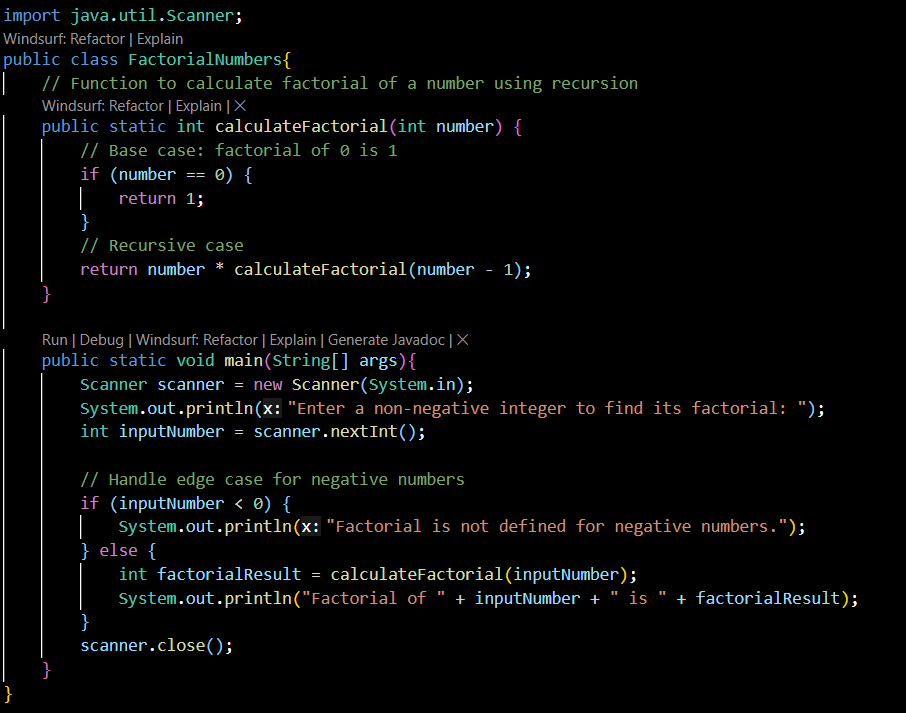 import java.util.Scanner;
Windsurf: Refactor | Explain
public class FactorialNumbers{
// Function to calculate factorial of a number using recursion
Windsurf: Refactor | Explain | ✕
public static int calculateFactorial(int number) {
// Base case: factorial of 0 is 1
if (number == 0) {
return 1;
}
// Recursive case
return number * calculateFactorial(number - 1);
}
Run | Debug | Windsurf: Refactor | Explain | Generate Javadoc | ✕
public static void main(String[] args){
Scanner scanner = new Scanner(System.in);
System.out.println(x: "Enter a non-negative integer to find its factorial: ");
int inputNumber = scanner.nextInt();
// Handle edge case for negative numbers
if (inputNumber < 0) {
System.out.println(x: "Factorial is not defined for negative numbers.");
} else {
int factorialResult = calculateFactorial(inputNumber);
System.out.println("Factorial of " + inputNumber + " is " + factorialResult);
}
scanner.close();
}
}